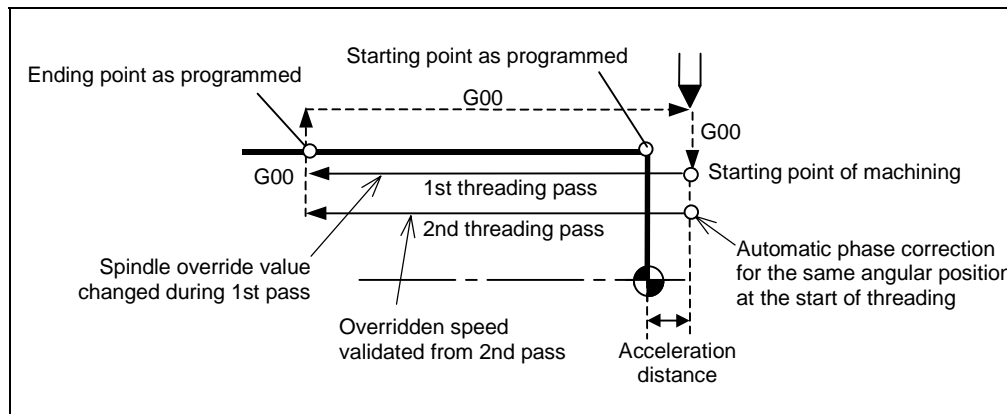 Starting point as programmed
Ending point as programmed
G00
G00
G00
Starting point of machining
1st threading pass
2nd threading pass
Spindle override value
changed during 1st pass
Automatic phase correction
for the same angular position
at the start of threading
Overridden speed
validated from 2nd pass
Acceleration
distance